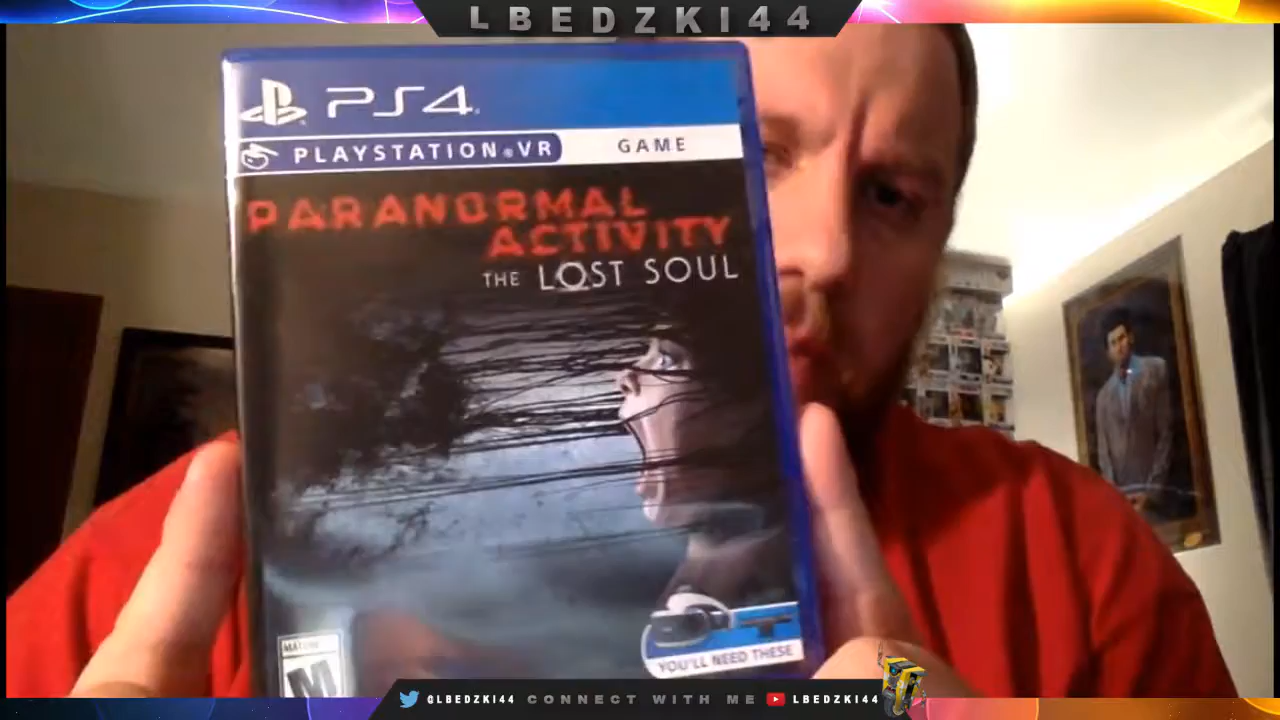 LBEDZKI44
PS4
PLAYSTATION VR
GAME
PARANORMAL
ACTIVITY
THE LOST SOUL
MATURE
M
YOU'LL NEED THESE
@LBEDZKI44 CONNECT WITH ME LBEDZKI44